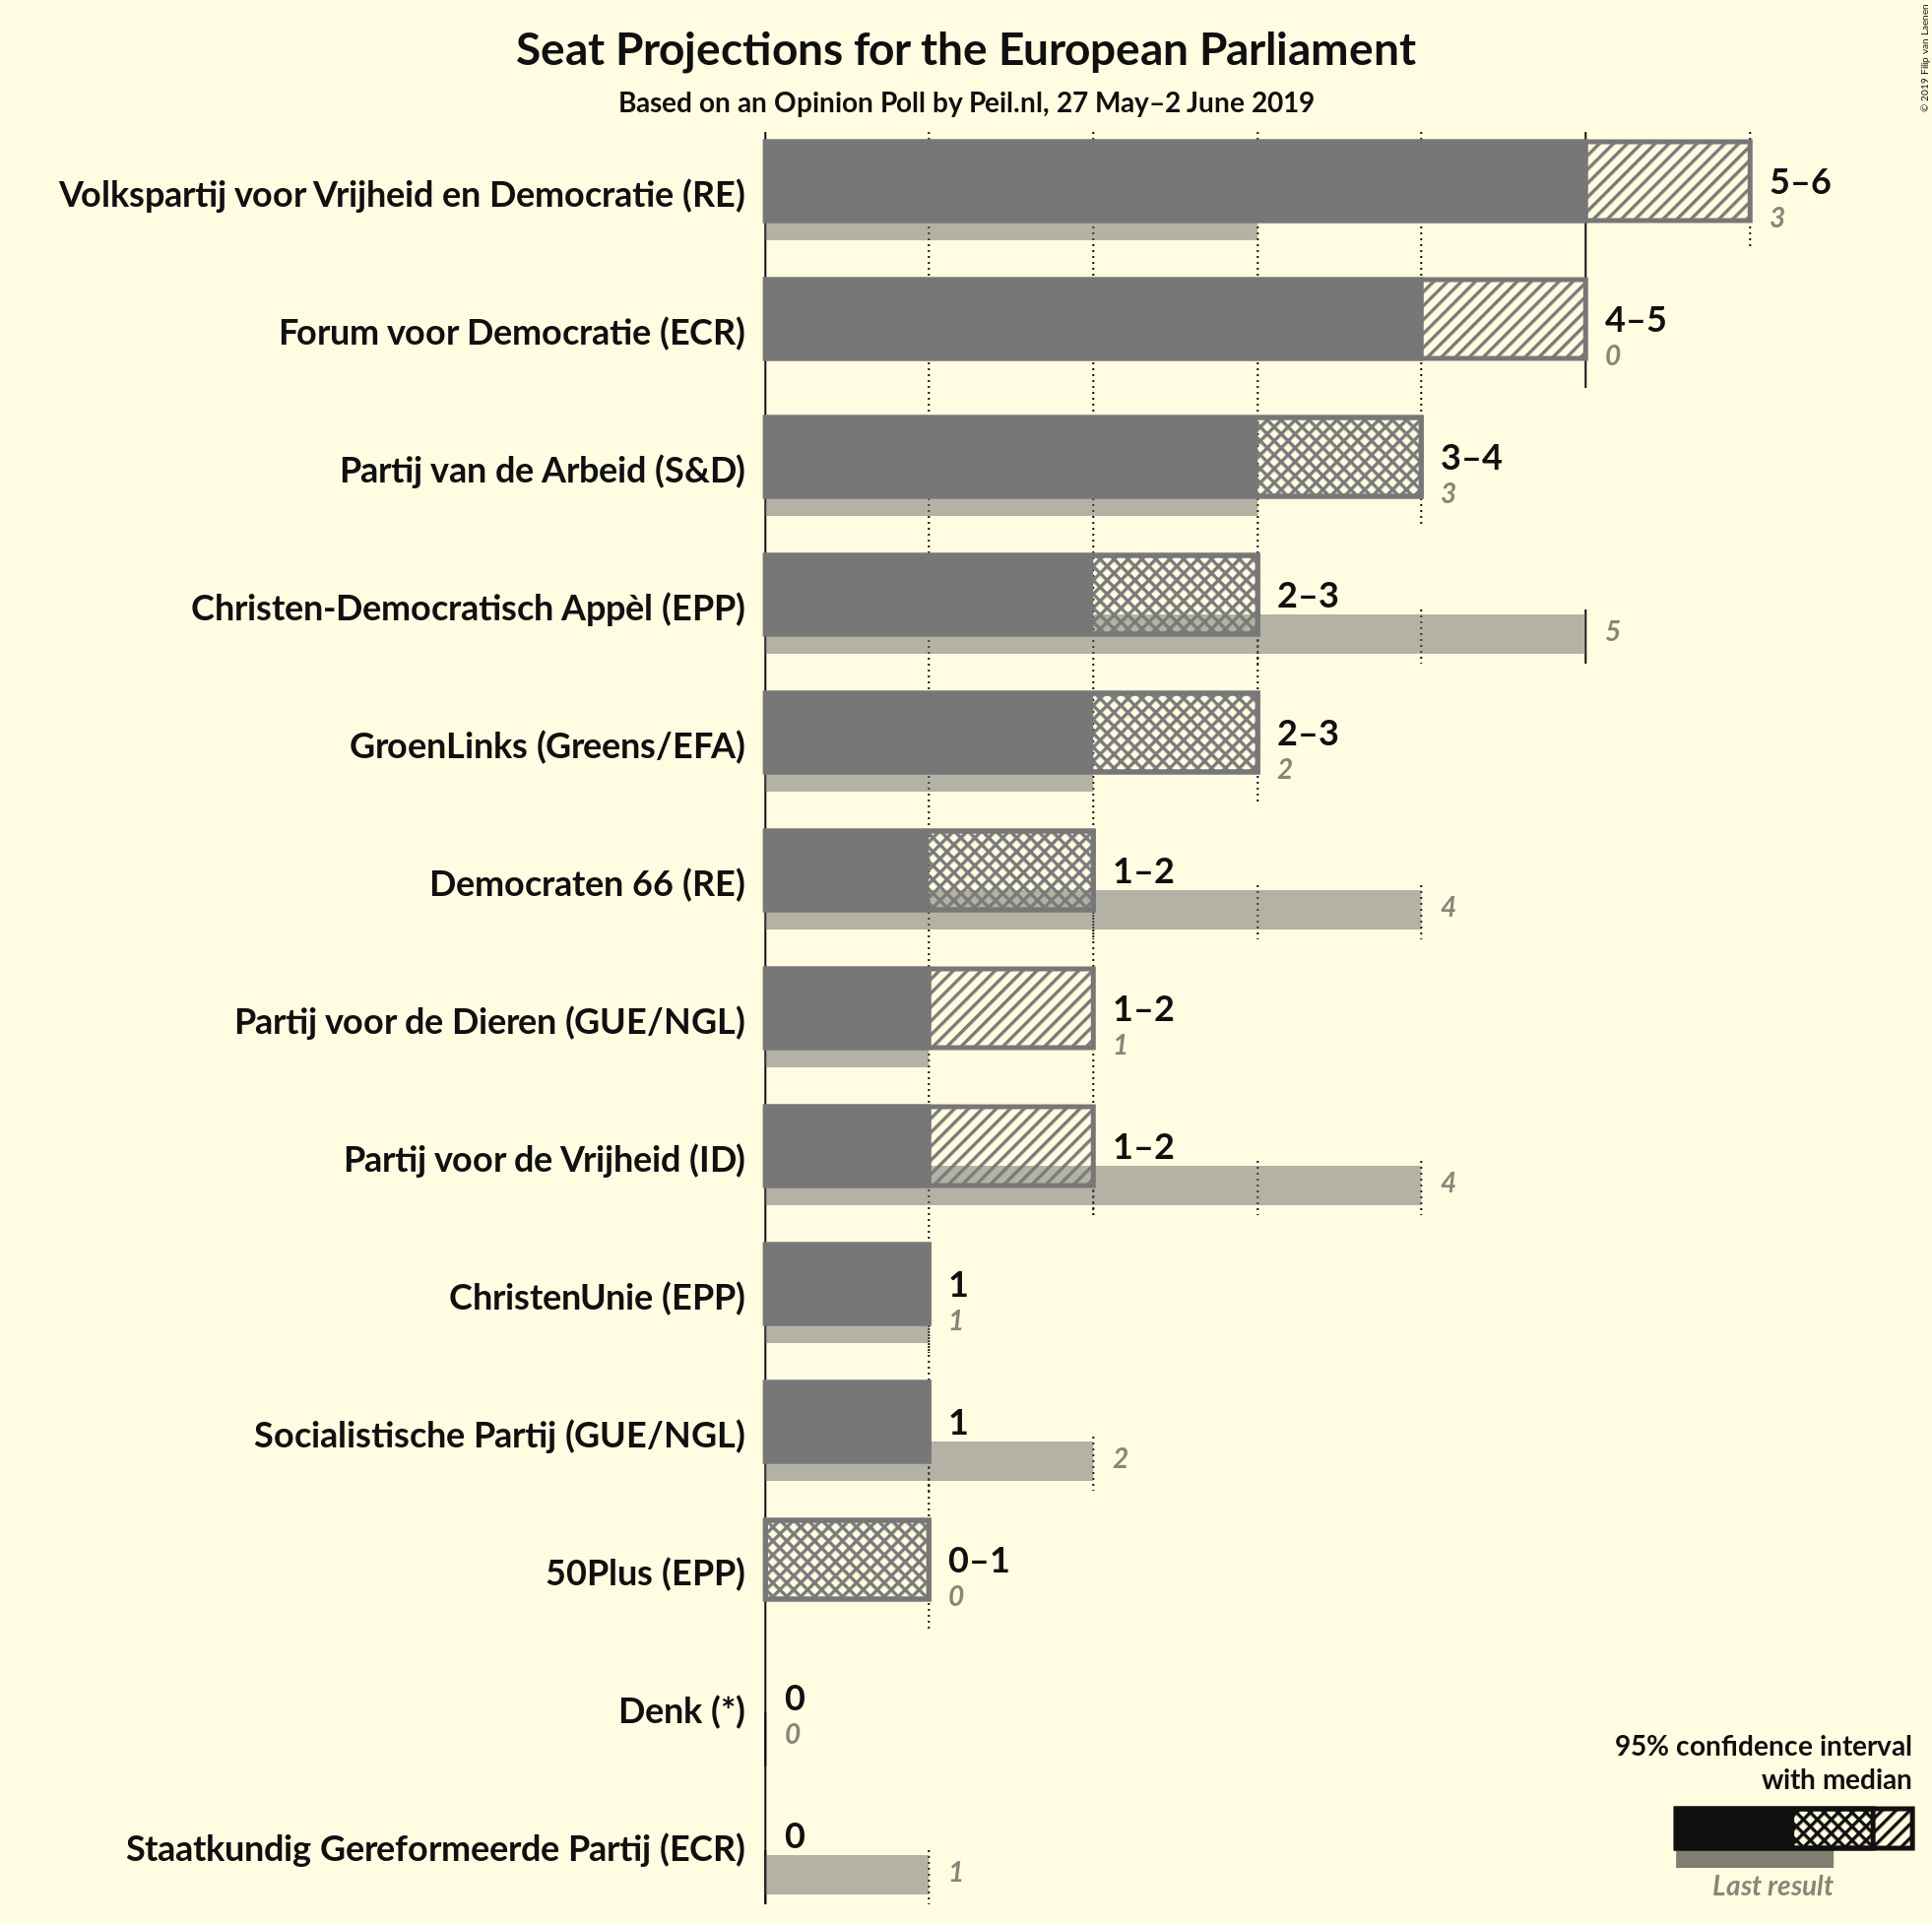 Seat Projections for the European Parliament
Based on an Opinion Poll by Peil.nl, 27 May–2 June 2019
© 2019 Filip van Laenen
Volkspartij voor Vrijheid en Democratie (RE)
5–6
3
Forum voor Democratie (ECR)
4–5
0
Partij van de Arbeid (S&D)
3–4
3
Christen-Democratisch Appèl (EPP)
2–3
5
GroenLinks (Greens/EFA)
2–3
2
Democraten 66 (RE)
1–2
4
Partij voor de Dieren (GUE/NGL)
1–2
1
Partij voor de Vrijheid (ID)
1–2
4
ChristenUnie (EPP)
1
1
Socialistische Partij (GUE/NGL)
1
2
50Plus (EPP)
0–1
0
Denk (*)
0
0
Staatkundig Gereformeerde Partij (ECR)
0
1
95% confidence interval
with median
Last result